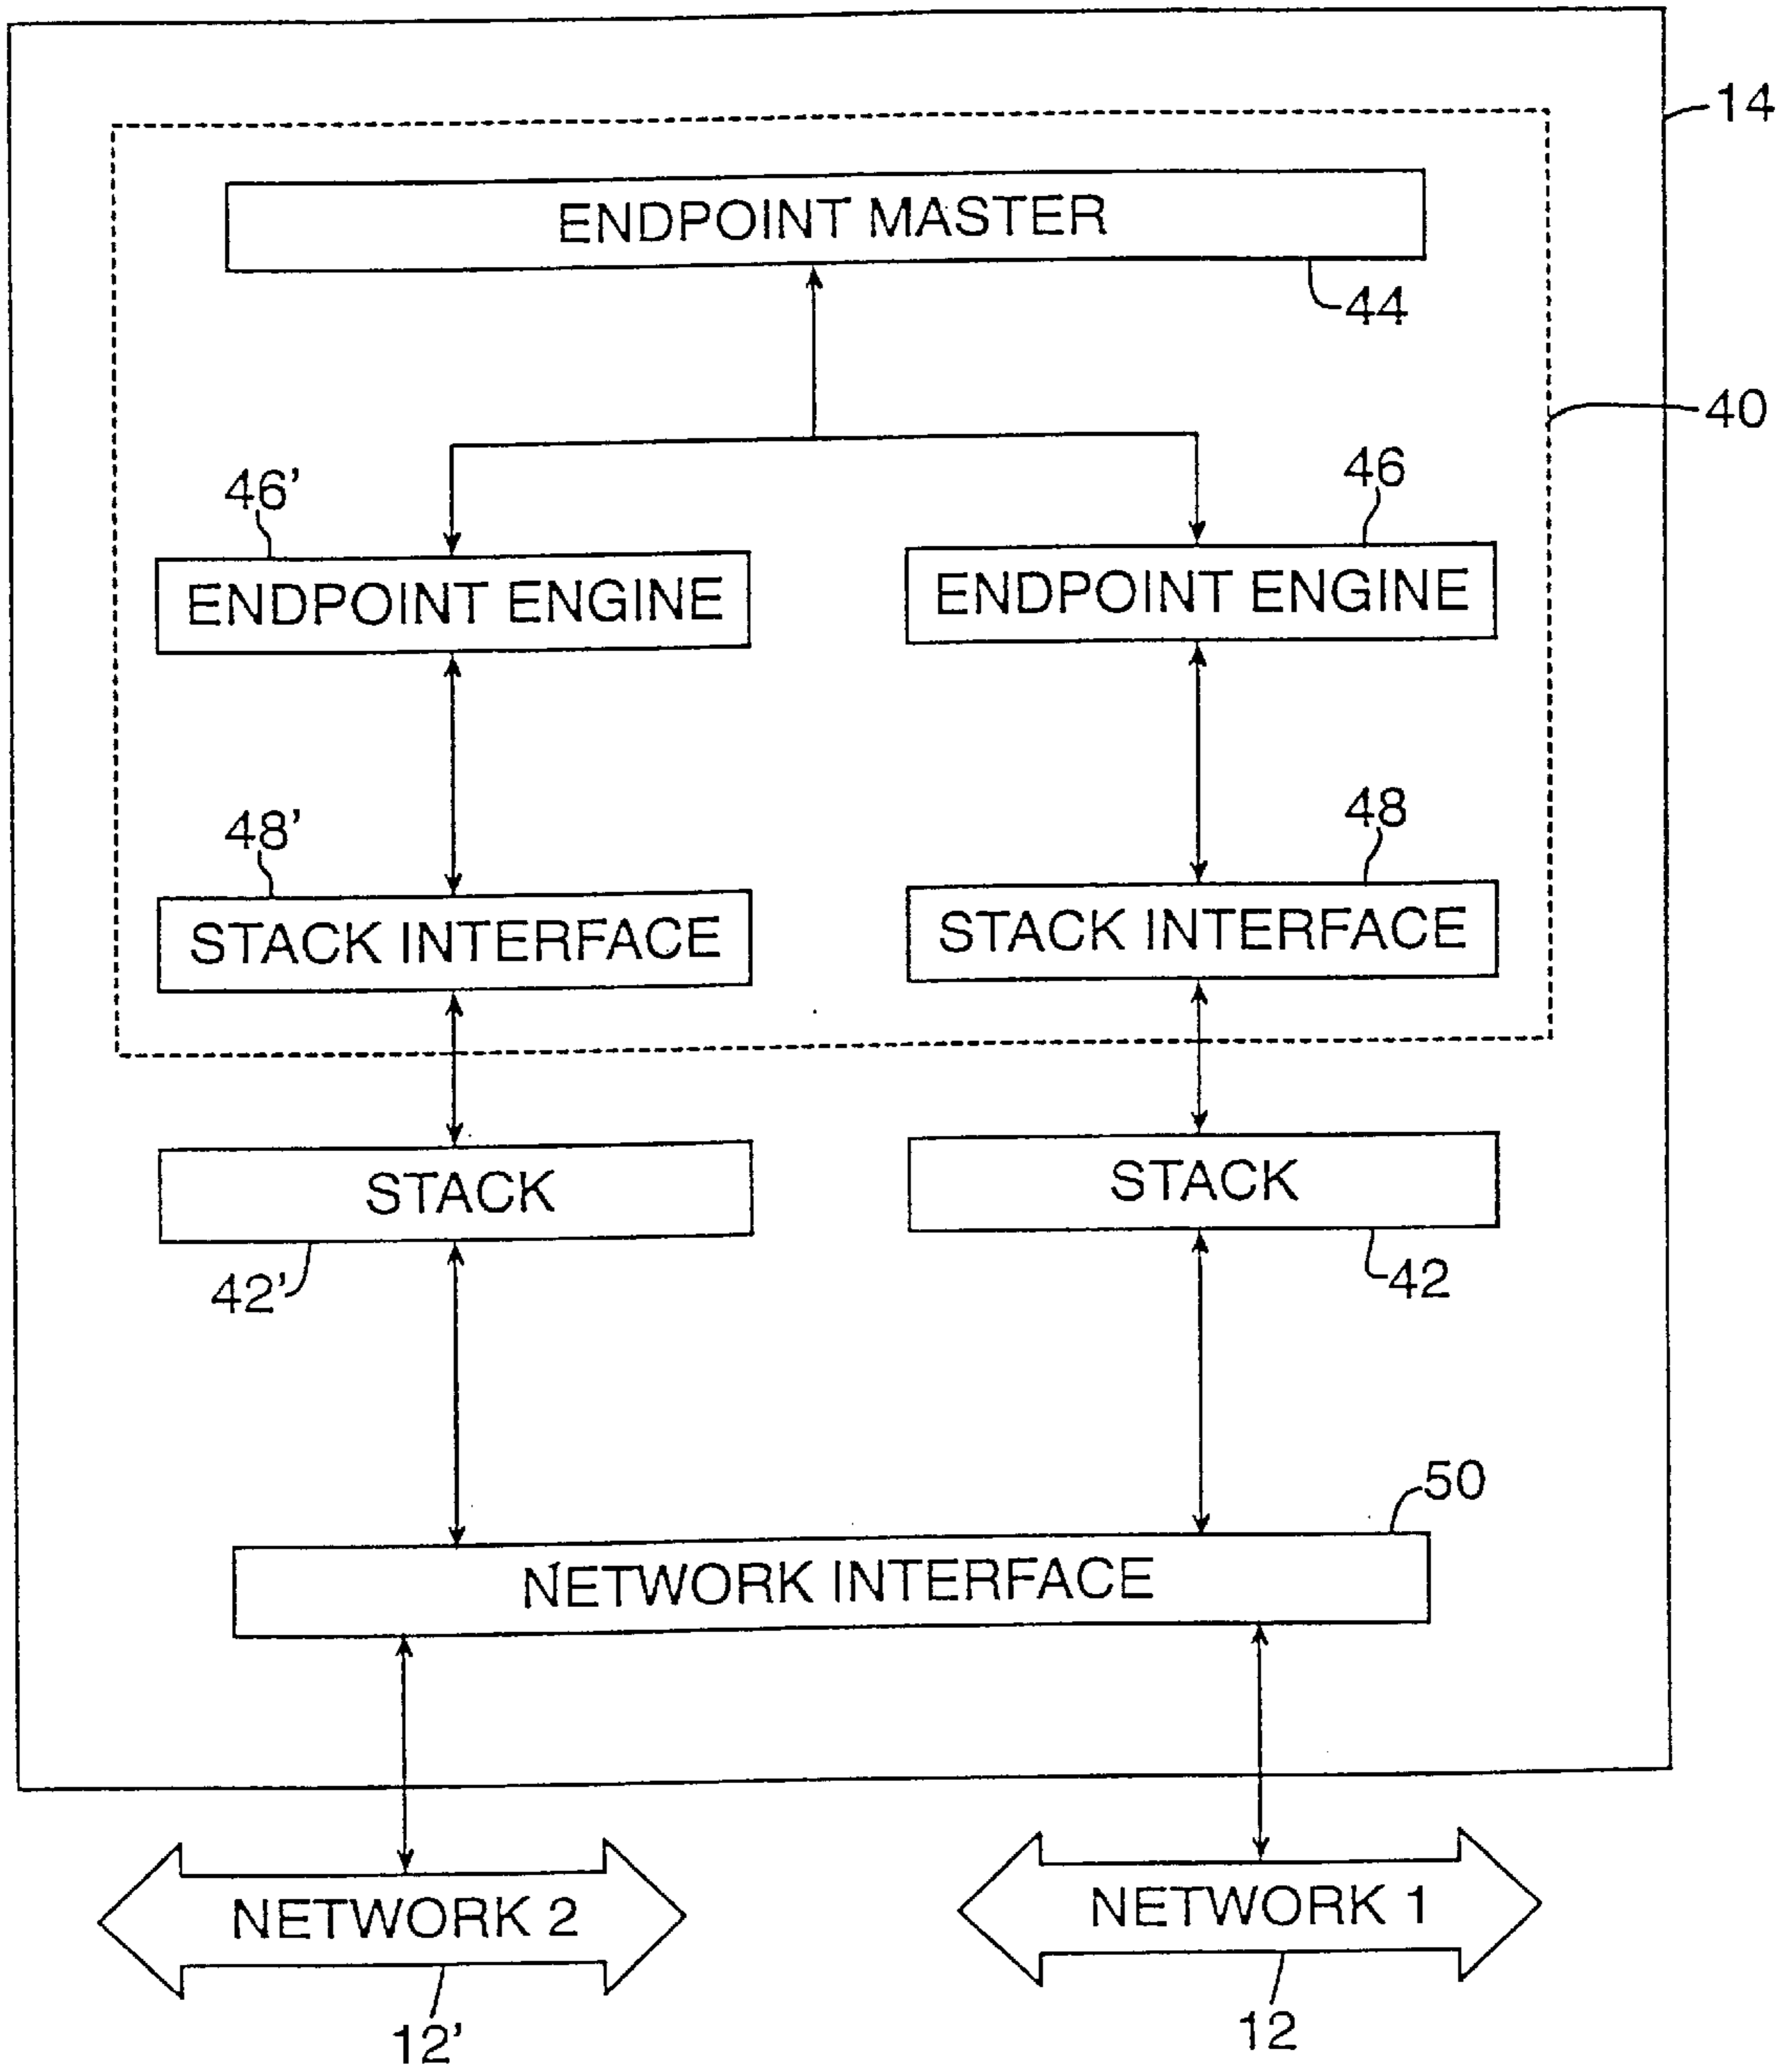 14
ENDPOINT MASTER
44
40
46'
46
ENDPOINT ENGINE
ENDPOINT ENGINE
48'
48
STACK INTERFACE
STACK INTERFACE
STACK
STACK
42'
42
50
NETWORK INTERFACE
NETWORK 2
NETWORK 1
12'
12